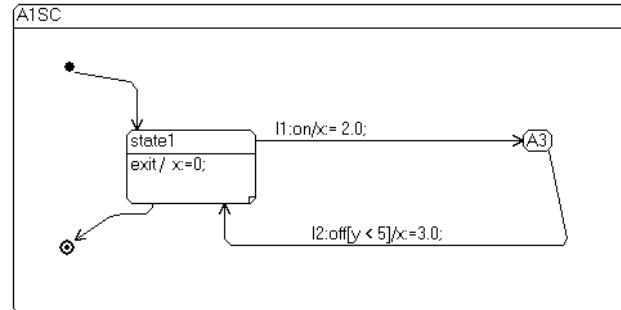 A1SC
l1:on/x:= 2.0;
state1
A3
exit / x:=0;
l2:off[y < 5]/x:=3.0;